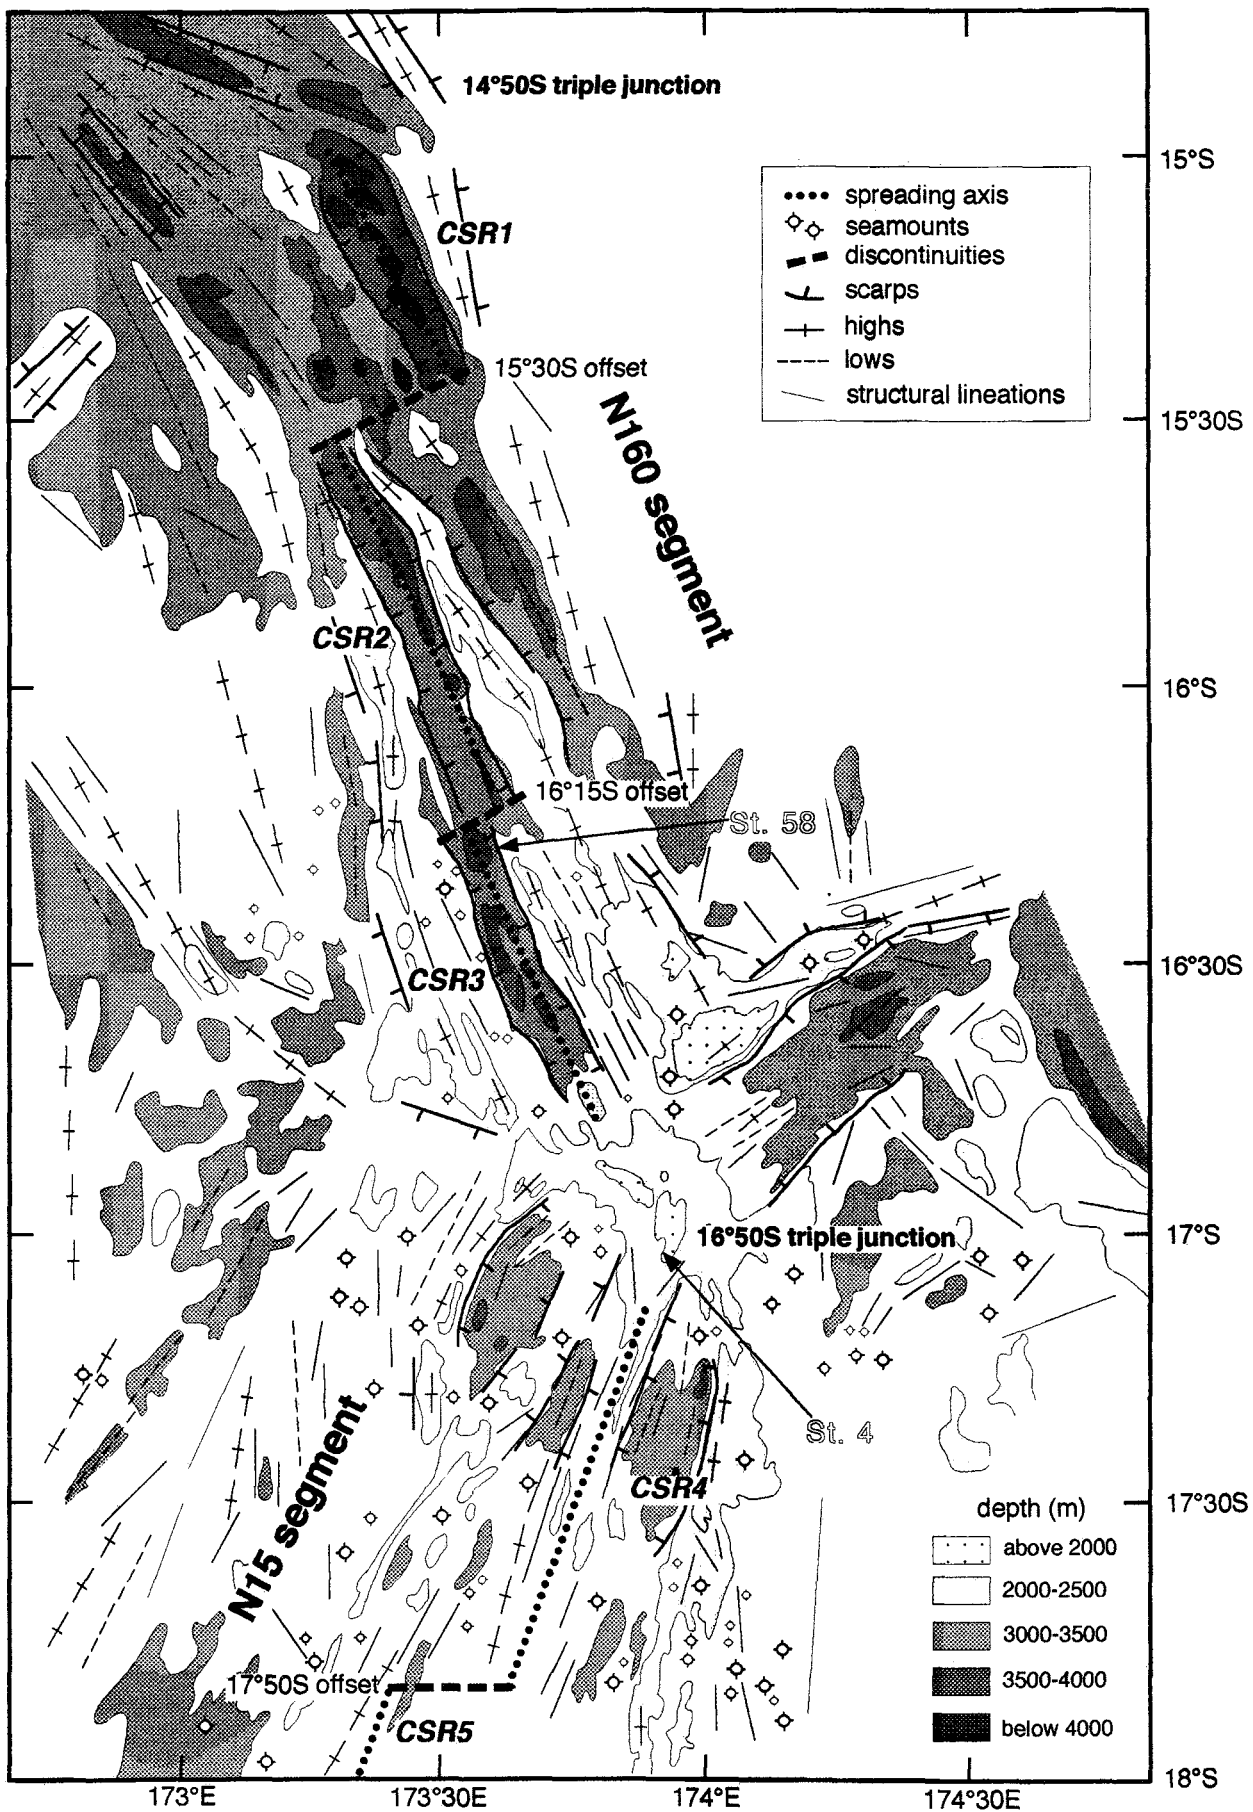 14°50S triple junction
15°S
spreading axis
seamounts
discontinuities
scarps
highs
lows
structural lineations
CSR1
15°30S offset
N160 segment
15°30S
CSR2
16°S
16°15S offset
St. 58
CSR3
16°30S
16°50S triple junction
17°S
N15 segment
St. 4
CSR4
17°30S
depth (m)
above 2000
2000-2500
3000-3500
3500-4000
below 4000
17°50S offset
CSR5
18°S
173°E
173°30E
174°E
174°30E